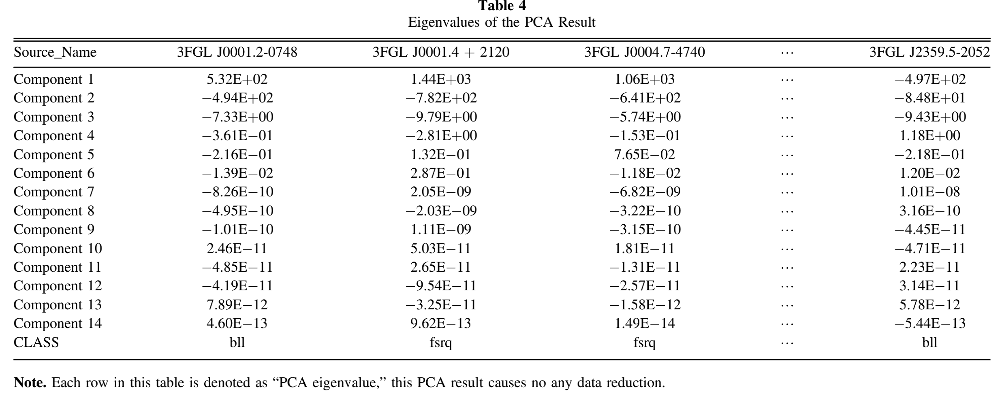 Table 4
Eigenvalues of the PCA Result
Source_Name 3FGL J0001.2-0748 3FGL J0001.4 + 2120 3FGL J0004.7-4740 ⋯ 3FGL J2359.5-2052
Component 1 5.32E+02 1.44E+03 1.06E+03 ⋯ −4.97E+02
Component 2 −4.94E+02 −7.82E+02 −6.41E+02 ⋯ −8.48E+01
Component 3 −7.33E+00 −9.79E+00 −5.74E+00 ⋯ −9.43E+00
Component 4 −3.61E−01 −2.81E+00 −1.53E−01 ⋯ 1.18E+00
Component 5 −2.16E−01 1.32E−01 7.65E−02 ⋯ −2.18E−01
Component 6 −1.39E−02 2.87E−01 −1.18E−02 ⋯ 1.20E−02
Component 7 −8.26E−10 2.05E−09 −6.82E−09 ⋯ 1.01E−08
Component 8 −4.95E−10 −2.03E−09 −3.22E−10 ⋯ 3.16E−10
Component 9 −1.01E−10 1.11E−09 −3.15E−10 ⋯ −4.45E−11
Component 10 2.46E−11 5.03E−11 1.81E−11 ⋯ −4.71E−11
Component 11 −4.85E−11 2.65E−11 −1.31E−11 ⋯ 2.23E−11
Component 12 −4.19E−11 −9.54E−11 −2.57E−11 ⋯ 3.14E−11
Component 13 7.89E−12 −3.25E−11 −1.58E−12 ⋯ 5.78E−12
Component 14 4.60E−13 9.62E−13 1.49E−14 ⋯ −5.44E−13
CLASS bll fsrq fsrq ⋯ bll
Note. Each row in this table is denoted as “PCA eigenvalue,” this PCA result causes no any data reduction.